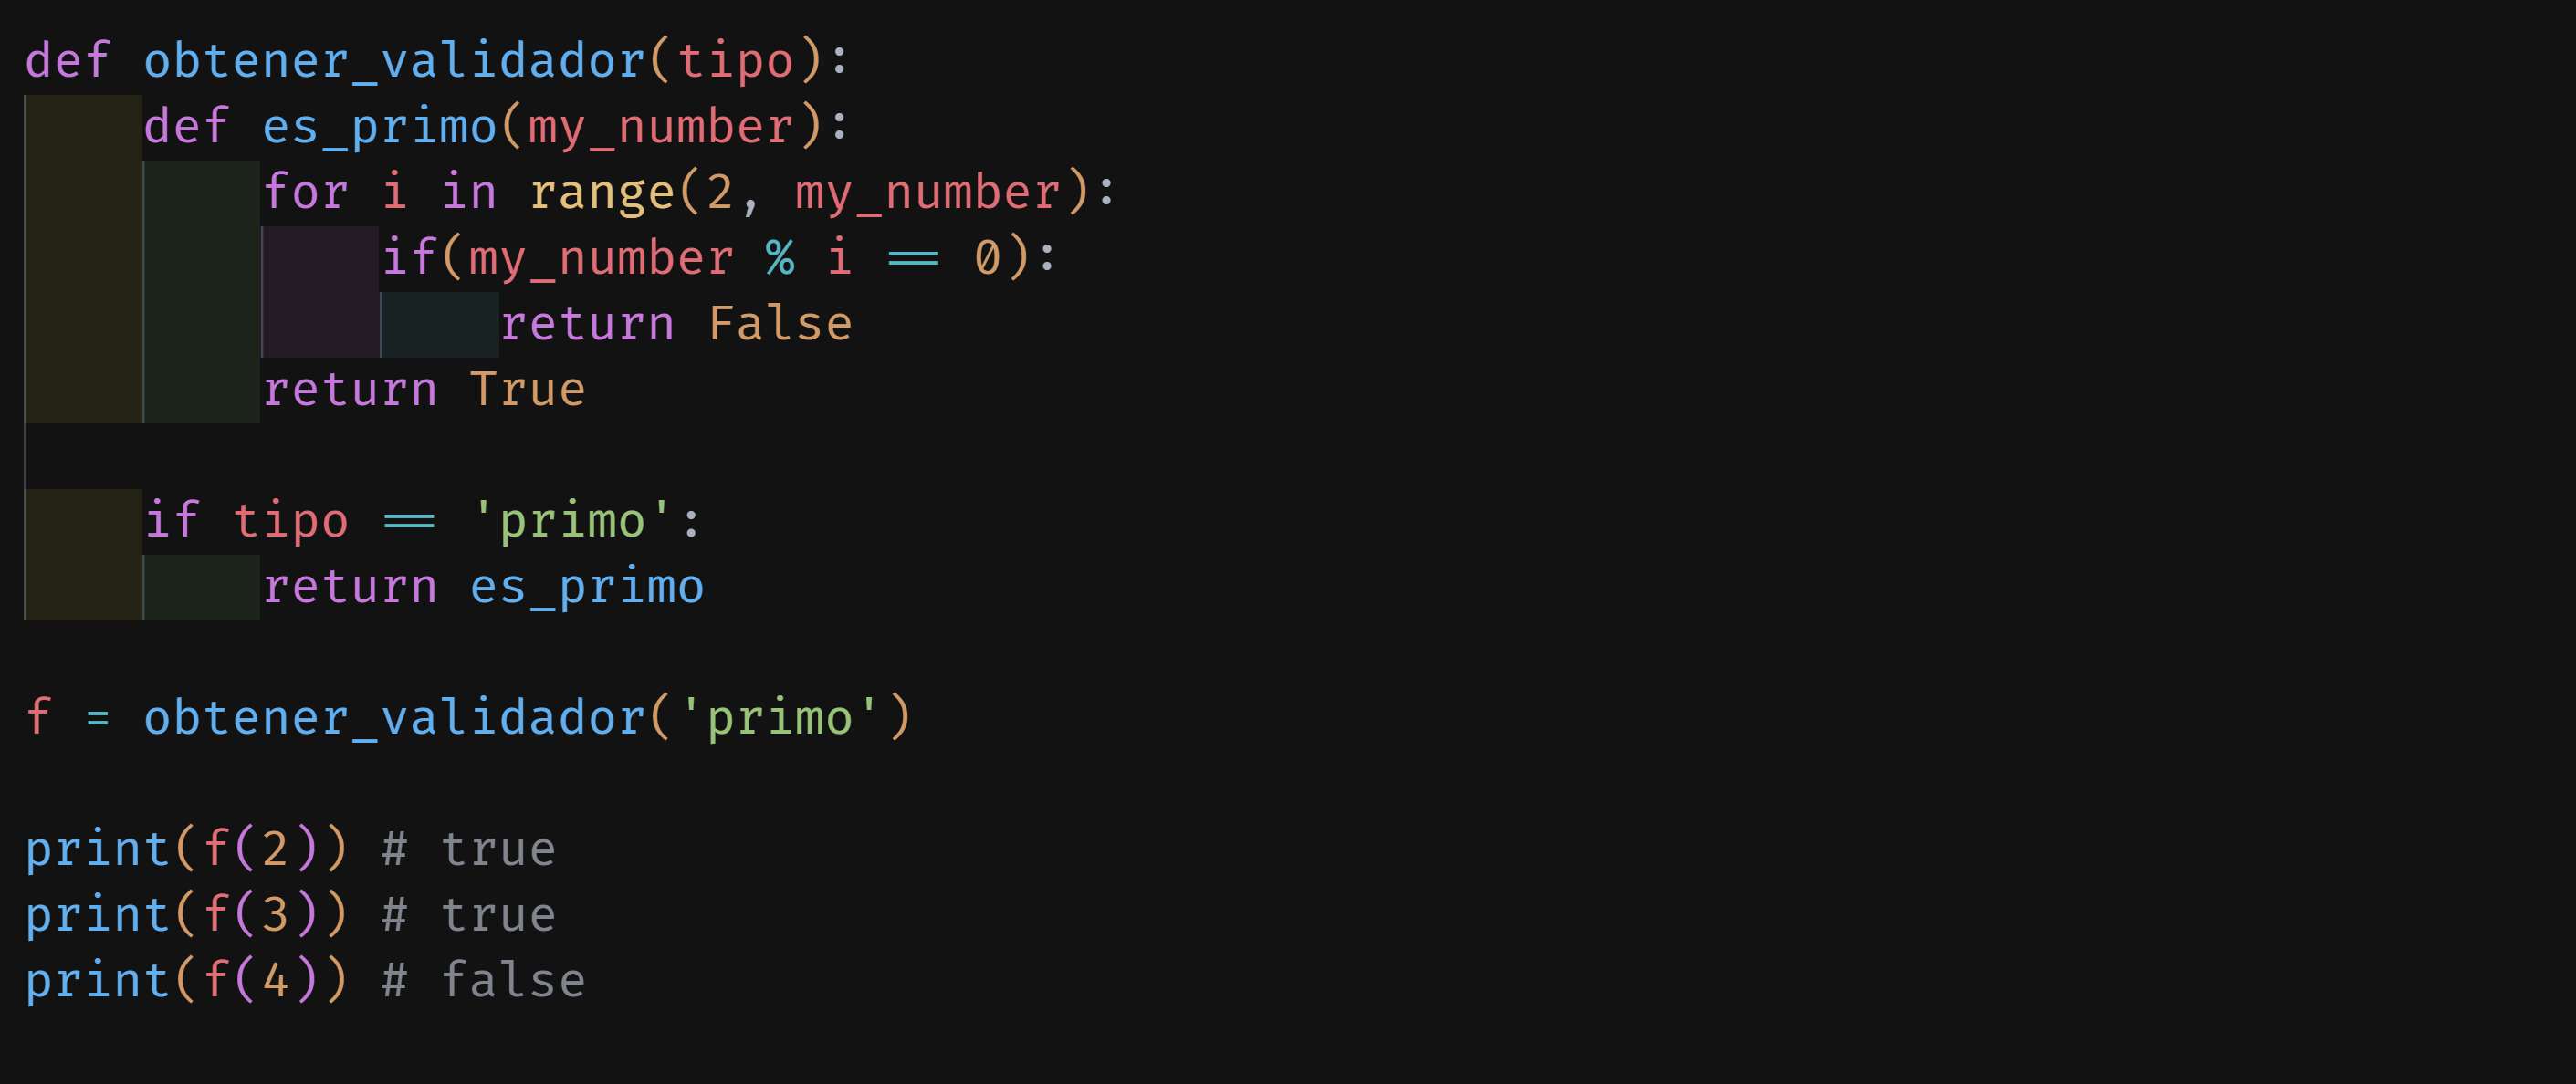 def obtener_validador(tipo):
    def es_primo(my_number):
        for i in range(2, my_number):
            if(my_number % i == 0):
                return False
        return True

    if tipo == 'primo':
        return es_primo

f = obtener_validador('primo')

print(f(2)) # true
print(f(3)) # true
print(f(4)) # false